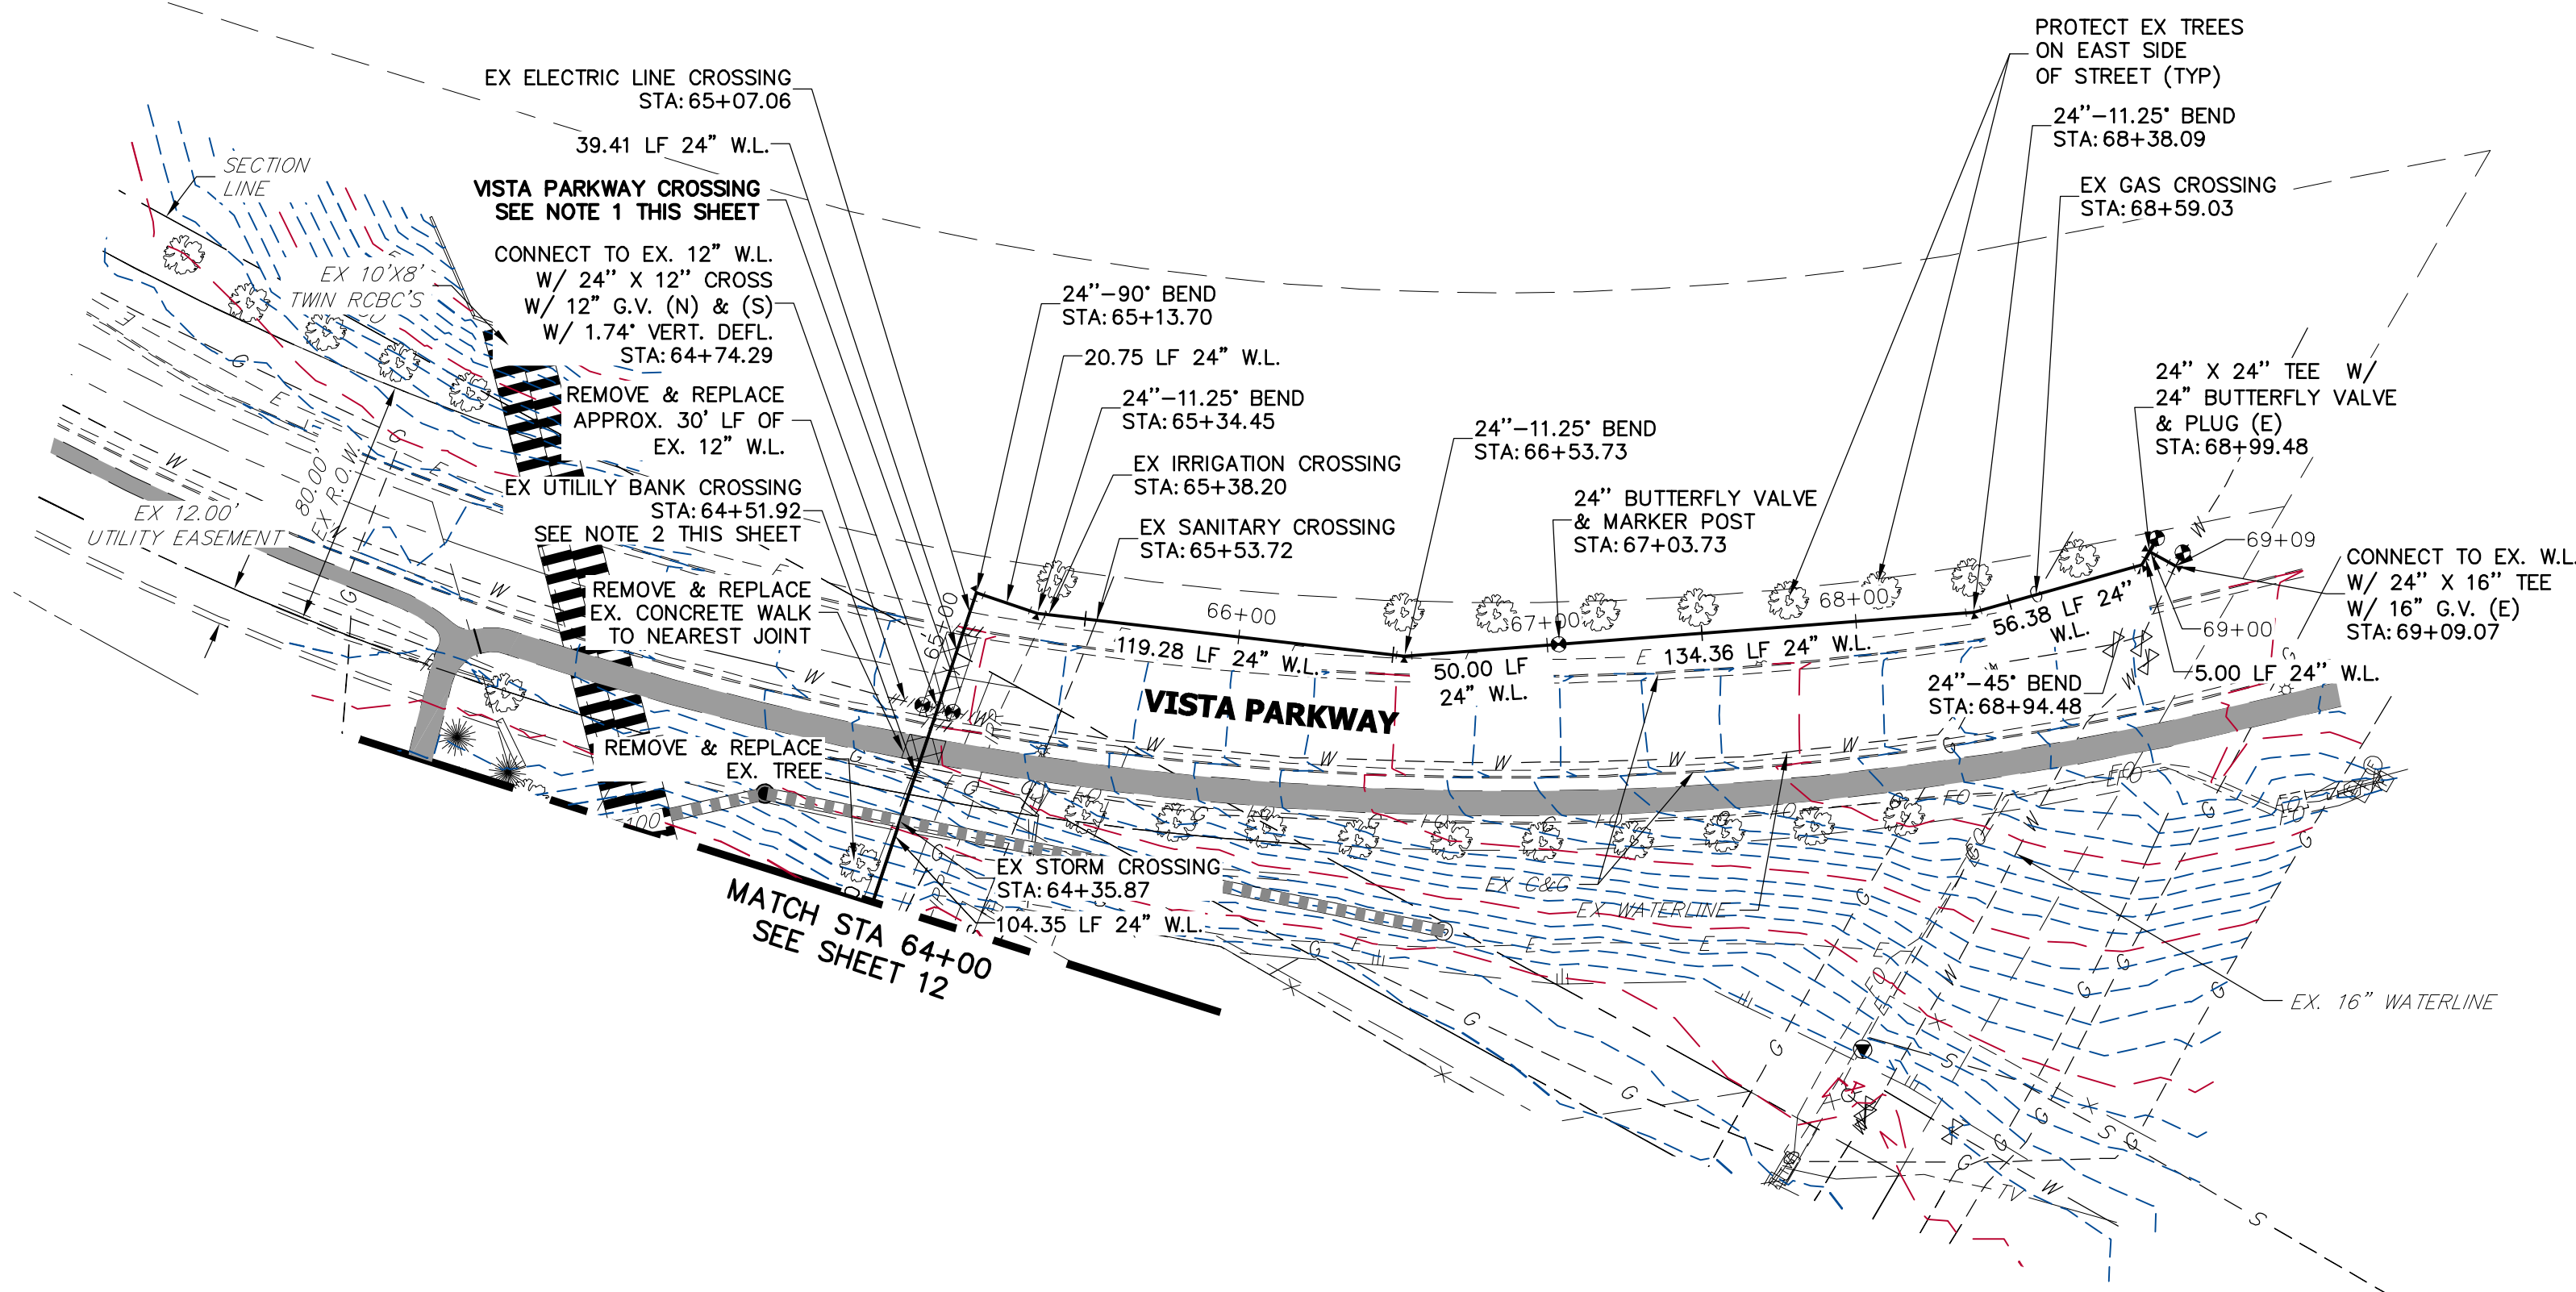 PROTECT EX TREES
ON EAST SIDE
OF STREET (TYP)
EX ELECTRIC LINE CROSSING
STA: 65+07.06
39.41 LF 24" W.L.
VISTA PARKWAY CROSSING
SEE NOTE 1 THIS SHEET
CONNECT TO EX. 12" W.L.
W/ 24" X 12" CROSS
W/ 12" G.V. (N) & (S)
W/ 1.74° VERT. DEFL.
STA: 64+74.29
REMOVE & REPLACE
APPROX. 30' LF OF
EX. 12" W.L.
EX UTILILY BANK CROSSING
STA: 64+51.92
SEE NOTE 2 THIS SHEET
REMOVE & REPLACE
EX. CONCRETE WALK
TO NEAREST JOINT
REMOVE & REPLACE
EX. TREE
SECTION
LINE
EX 10'X8'
TWIN RCBC'S
80.00'
EX R.O.W.
EX 12.00'
UTILITY EASEMENT
24"-90° BEND
STA: 65+13.70
20.75 LF 24" W.L.
24"-11.25° BEND
STA: 65+34.45
EX IRRIGATION CROSSING
STA: 65+38.20
EX SANITARY CROSSING
STA: 65+53.72
24"-11.25° BEND
STA: 66+53.73
24" BUTTERFLY VALVE
& MARKER POST
STA: 67+03.73
24"-11.25° BEND
STA: 68+38.09
EX GAS CROSSING
STA: 68+59.03
24" X 24" TEE W/
24" BUTTERFLY VALVE
& PLUG (E)
STA: 68+99.48
CONNECT TO EX. W.L.
W/ 24" X 16" TEE
W/ 16" G.V. (E)
STA: 69+09.07
65+00
66+00
67+00
68+00
69+00
69+09
119.28 LF 24" W.L.
50.00 LF
24" W.L.
134.36 LF 24" W.L.
56.38 LF 24"
W.L.
24"-45° BEND
STA: 68+94.48
5.00 LF 24" W.L.
VISTA PARKWAY
EX STORM CROSSING
STA: 64+35.87
104.35 LF 24" W.L.
MATCH STA 64+00
SEE SHEET 12
EX C&G
EX WATERLINE
EX. 16" WATERLINE